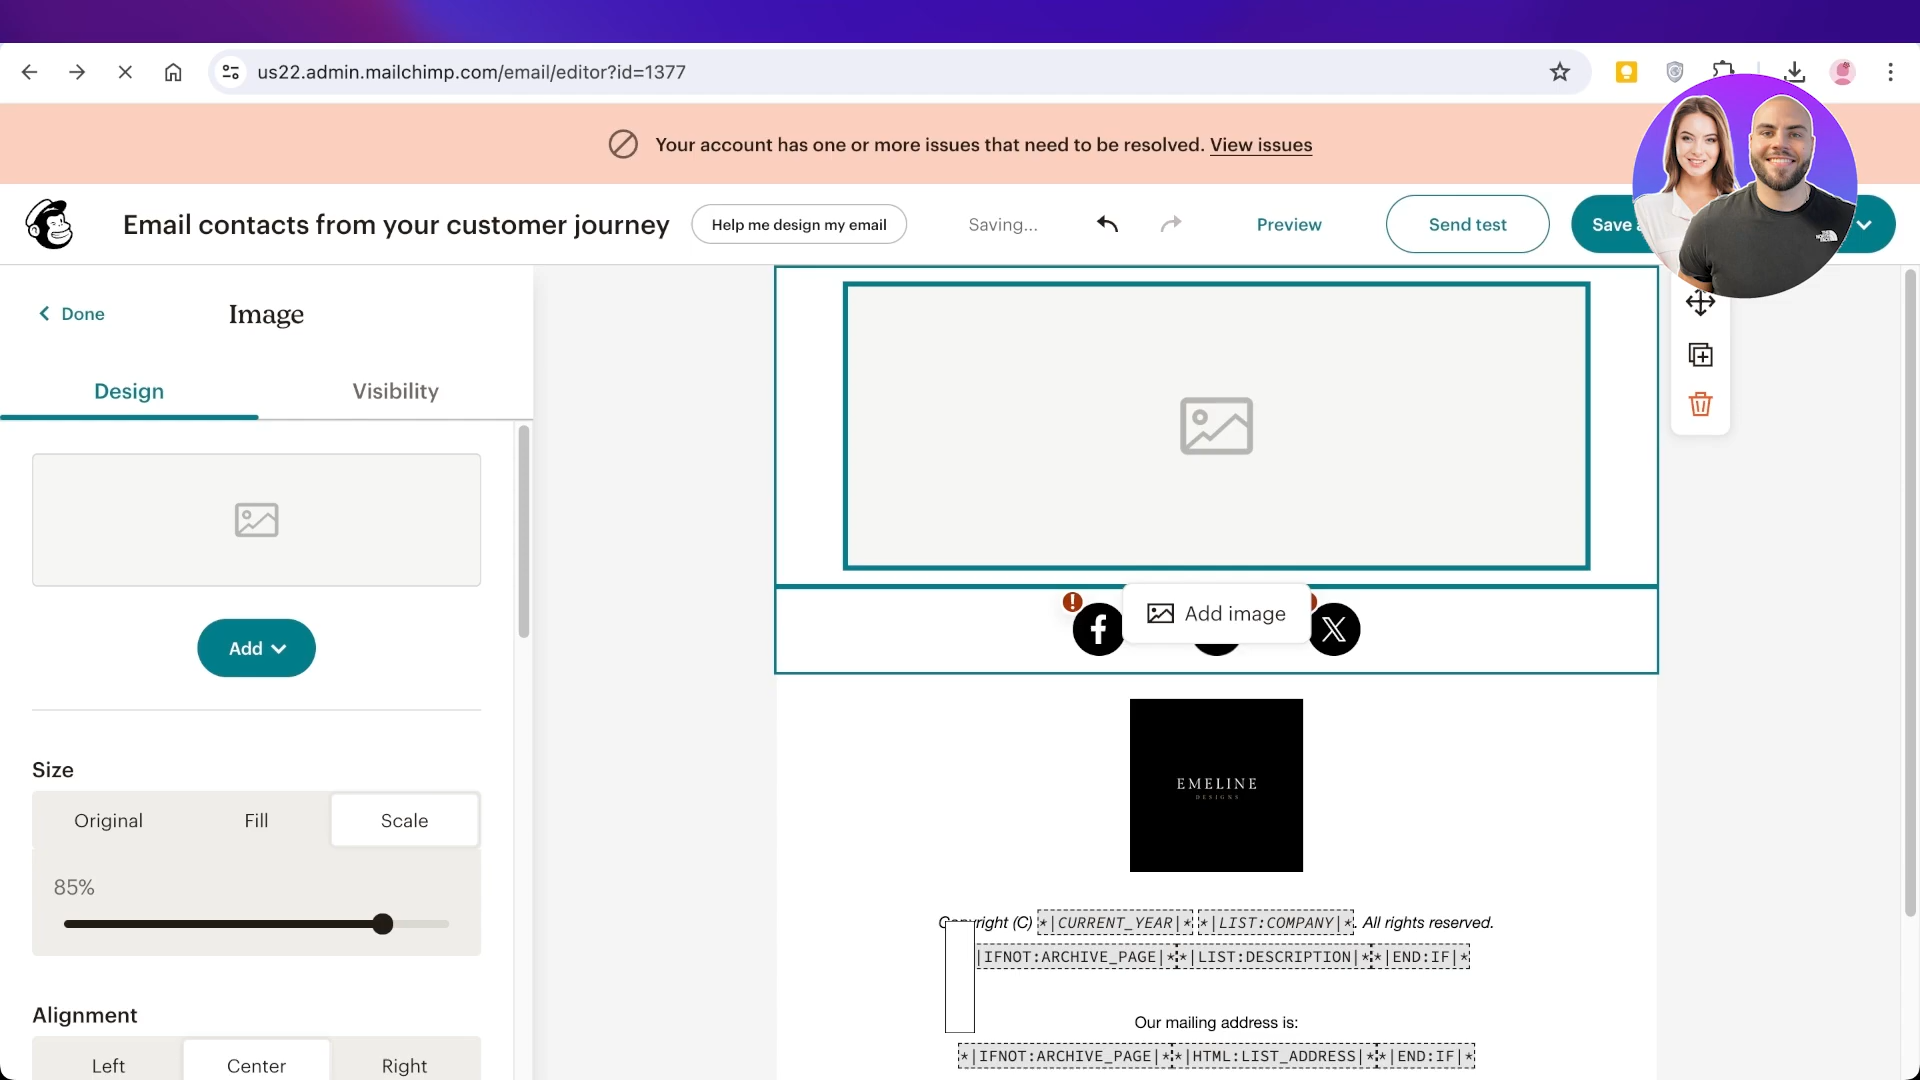 us22.admin.mailchimp.com/email/editor?id=1377
Your account has one or more issues that need to be resolved. View issues
Email contacts from your customer journey
Help me design my email
Saving...
Preview
Send test
Save
Done
Image
Design
Visibility
Add
Size
Original
Fill
Scale
85%
Alignment
Left
Center
Right
Add image
EMELINE
DESIGNS
Copyright (C) *|CURRENT_YEAR|* *|LIST:COMPANY|*. All rights reserved.
|IFNOT:ARCHIVE_PAGE|* *|LIST:DESCRIPTION|* *|END:IF|*
Our mailing address is:
*|IFNOT:ARCHIVE_PAGE|* *|HTML:LIST_ADDRESS|* *|END:IF|*